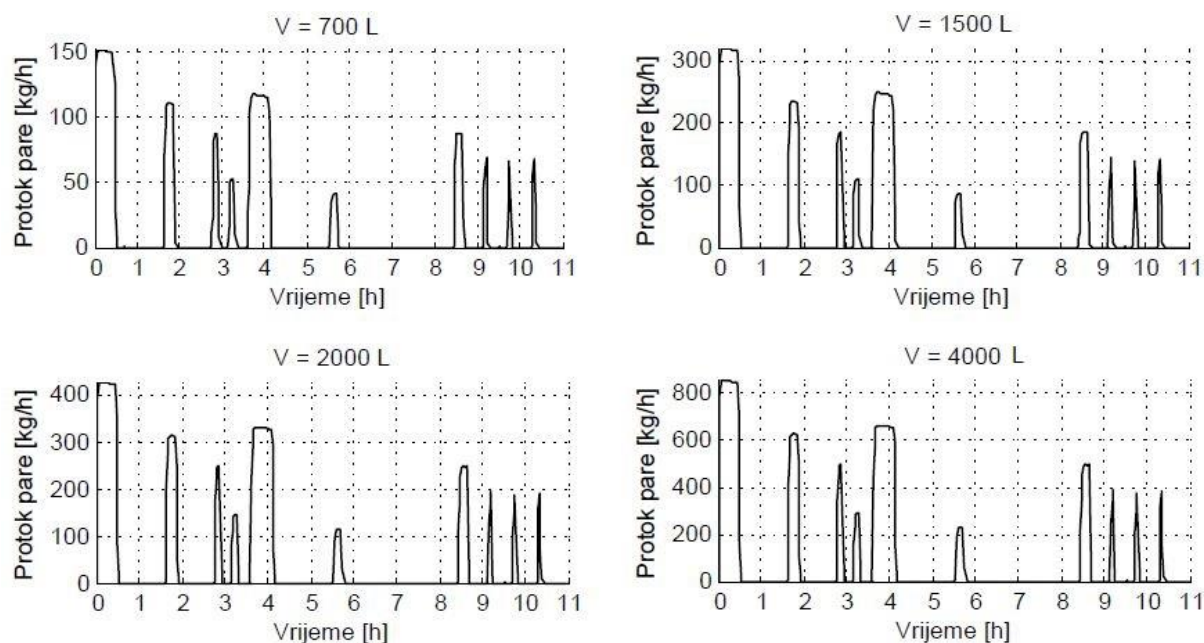 V = 700 L
Protok pare [kg/h]
150
100
50
0
0 1 2 3 4 5 6 7 8 9 10 11
Vrijeme [h]
V = 1500 L
Protok pare [kg/h]
300
200
100
0
0 1 2 3 4 5 6 7 8 9 10 11
Vrijeme [h]
V = 2000 L
Protok pare [kg/h]
400
300
200
100
0
0 1 2 3 4 5 6 7 8 9 10 11
Vrijeme [h]
V = 4000 L
Protok pare [kg/h]
800
600
400
200
0
0 1 2 3 4 5 6 7 8 9 10 11
Vrijeme [h]